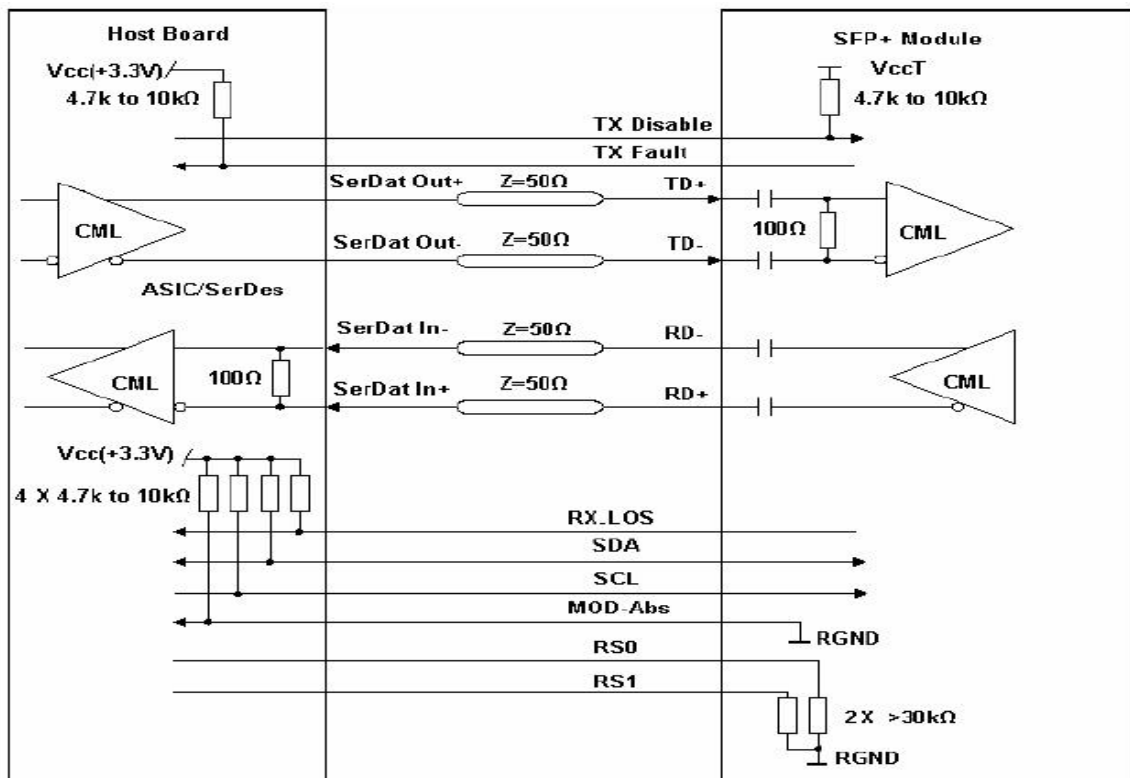 Host Board
SFP+ Module
Vcc(+3.3V)
4.7k to 10kΩ
VccT
4.7k to 10kΩ
TX Disable
TX Fault
SerDat Out+
Z=50Ω
TD+
CML
100Ω
CML
SerDat Out-
Z=50Ω
TD-
ASIC/SerDes
SerDat In-
Z=50Ω
RD-
CML
100Ω
CML
SerDat In+
Z=50Ω
RD+
Vcc(+3.3V)
4 X 4.7k to 10kΩ
RX_LOS
SDA
SCL
MOD-Abs
RGND
RS0
RS1
2X >30kΩ
RGND